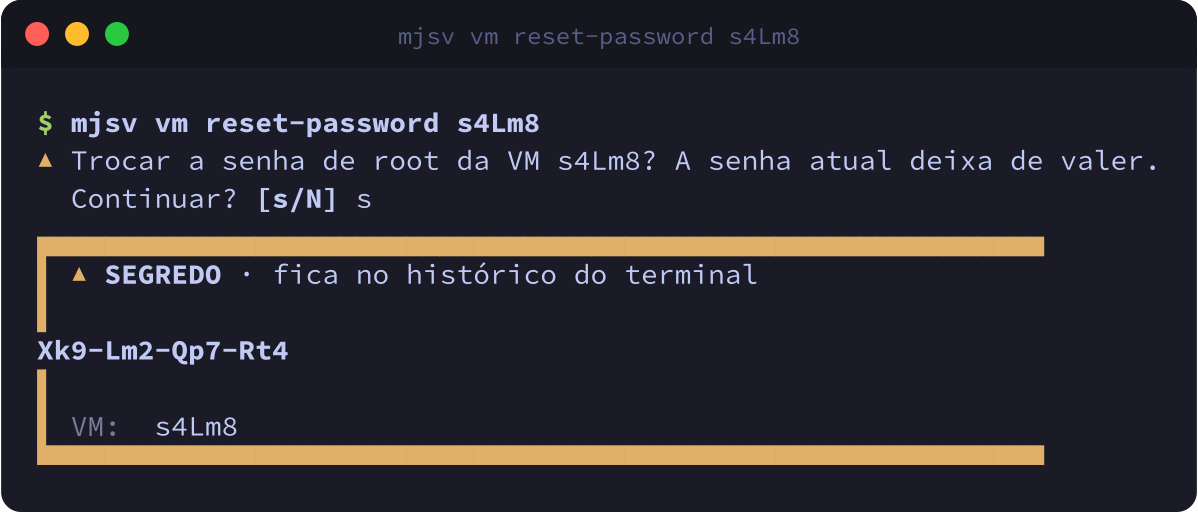 mjsv vm reset-password s4Lm8
$ mjsv vm reset-password s4Lm8
▲ Trocar a senha de root da VM s4Lm8? A senha atual deixa de valer.
Continuar? [s/N] s
▲ SEGREDO · fica no histórico do terminal
Xk9-Lm2-Qp7-Rt4
VM: s4Lm8